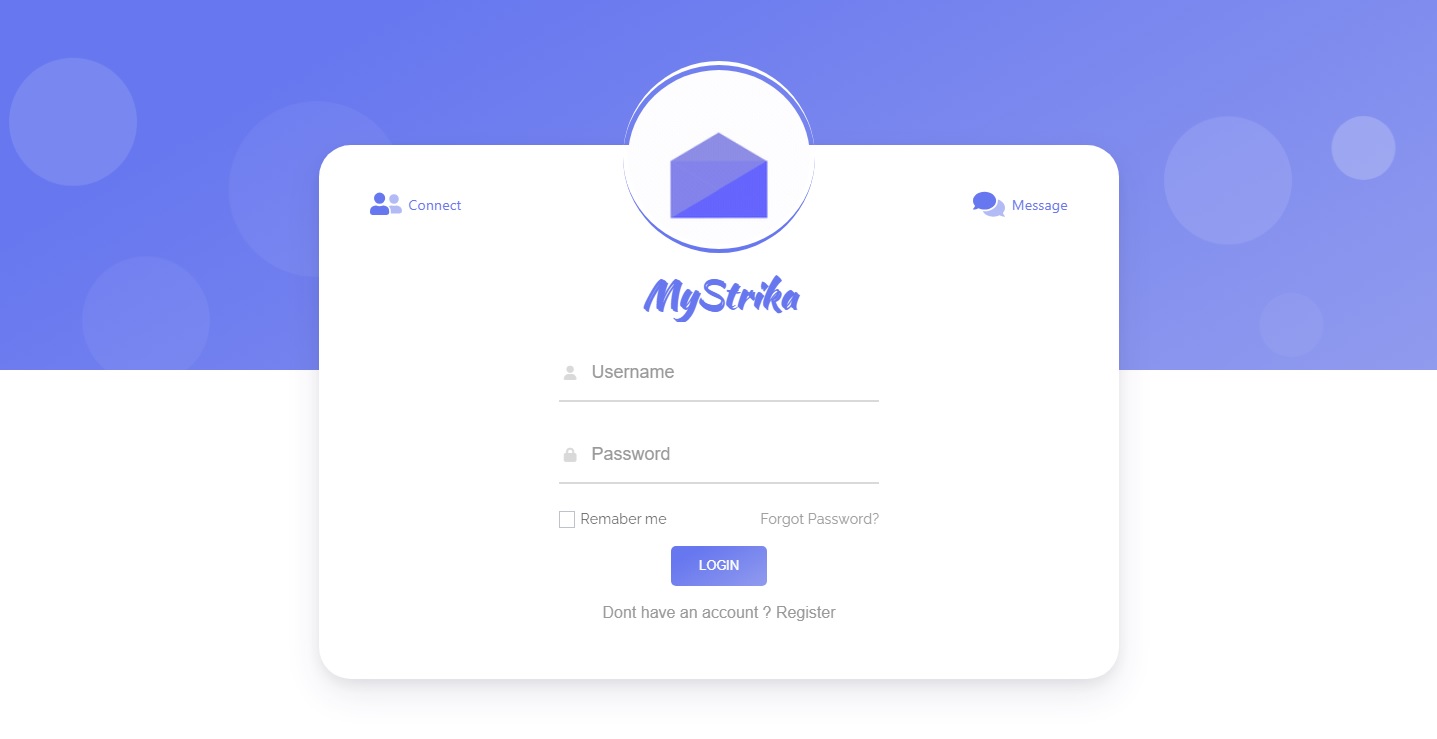 Connect
Message
MyStrika
Username
Password
Remaber me
Forgot Password?
LOGIN
Dont have an account ? Register